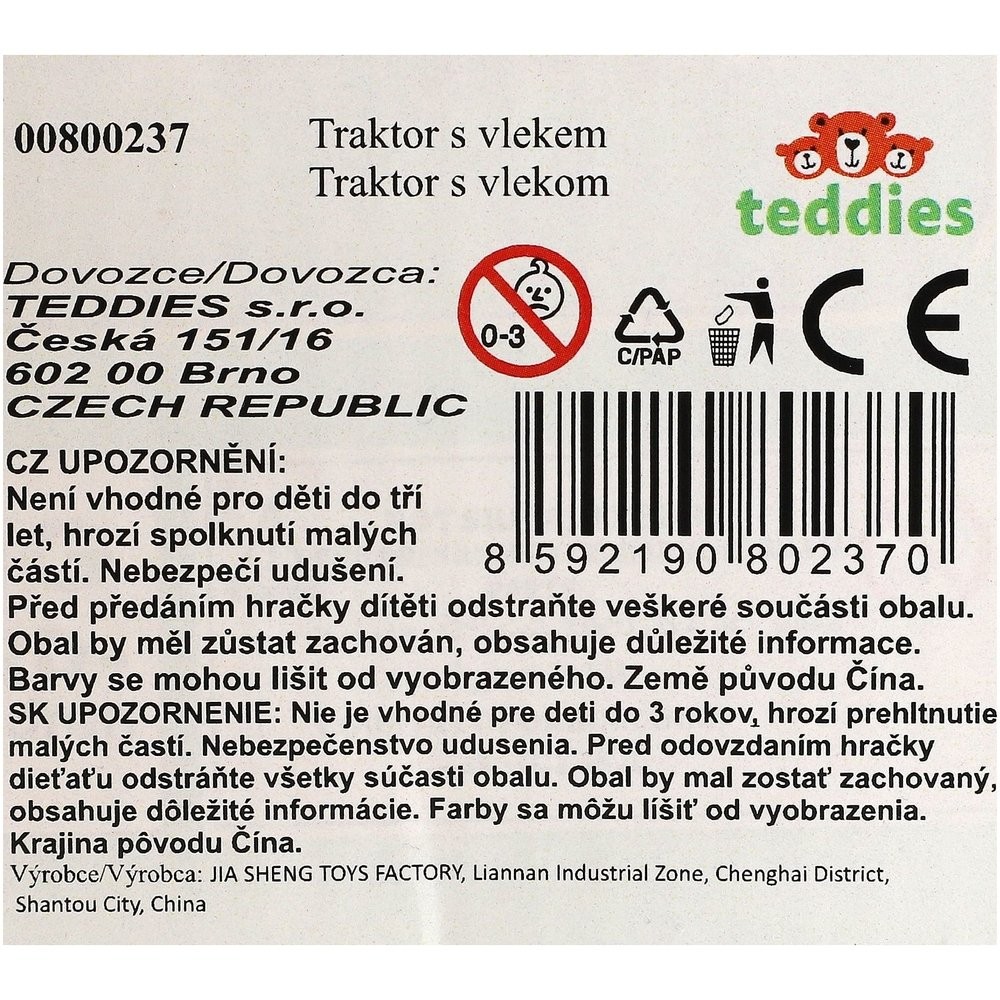 00800237
Traktor s vlekem
Traktor s vlekom
teddies
Dovozce/Dovozca:
TEDDIES s.r.o.
Česká 151/16
602 00 Brno
CZECH REPUBLIC
0-3
C/PAP
CE
8 592190 802370
CZ UPOZORNĚNÍ:
Není vhodné pro děti do tří
let, hrozí spolknutí malých
částí. Nebezpečí udušení.
Před předáním hračky dítěti odstraňte veškeré součásti obalu.
Obal by měl zůstat zachován, obsahuje důležité informace.
Barvy se mohou lišit od vyobrazeného. Země původu Čína.
SK UPOZORNENIE: Nie je vhodné pre deti do 3 rokov, hrozí prehltnutie
malých častí. Nebezpečenstvo udusenia. Pred odovzdaním hračky
dieťaťu odstráňte všetky súčasti obalu. Obal by mal zostať zachovaný,
obsahuje dôležité informácie. Farby sa môžu líšiť od vyobrazenia.
Krajina pôvodu Čína.
Výrobce/Výrobca: JIA SHENG TOYS FACTORY, Liannan Industrial Zone, Chenghai District,
Shantou City, China